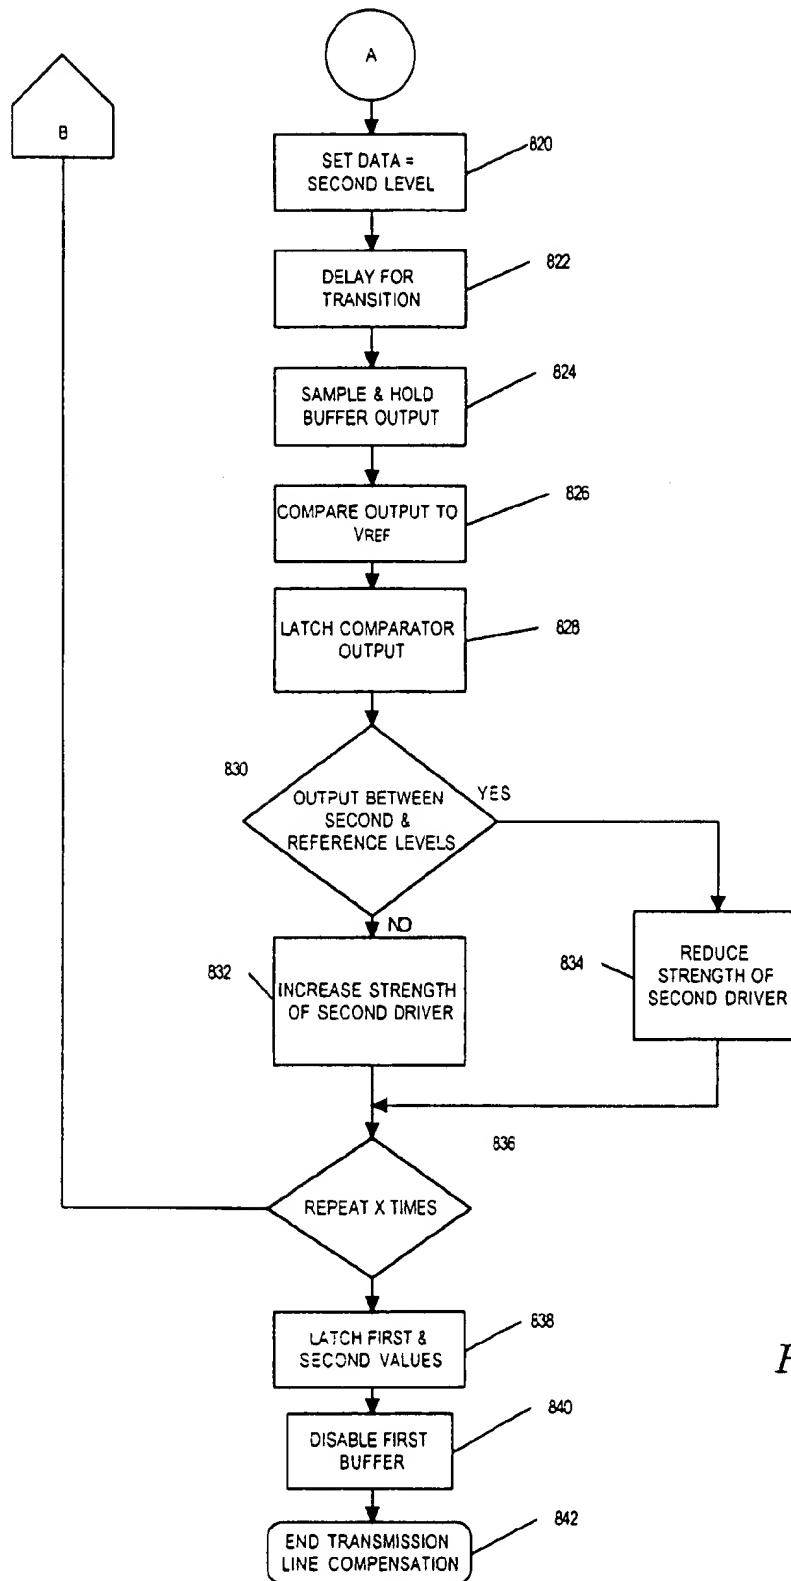 A
B
SET DATA =
SECOND LEVEL
820
DELAY FOR
TRANSITION
822
SAMPLE & HOLD
BUFFER OUTPUT
824
COMPARE OUTPUT TO
VREF
826
LATCH COMPARATOR
OUTPUT
828
830
OUTPUT BETWEEN
SECOND &
REFERENCE LEVELS
YES
NO
832
INCREASE STRENGTH
OF SECOND DRIVER
834
REDUCE
STRENGTH OF
SECOND DRIVER
836
REPEAT X TIMES
LATCH FIRST &
SECOND VALUES
838
DISABLE FIRST
BUFFER
840
END TRANSMISSION
LINE COMPENSATION
842